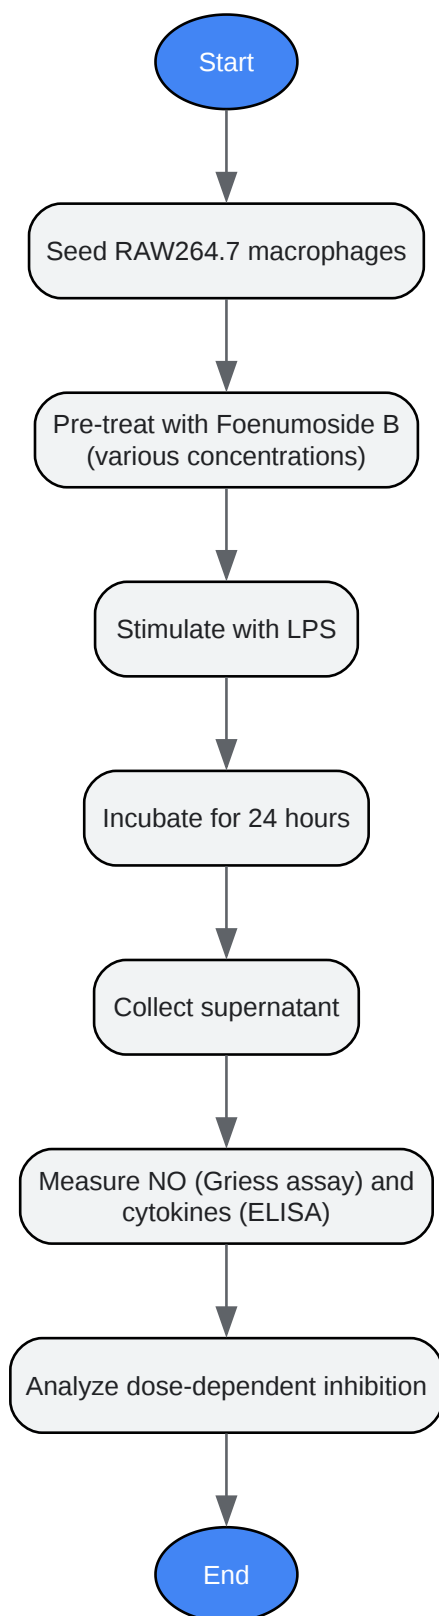 Start
Seed RAW264.7 macrophages
Pre-treat with Foenumoside B
(various concentrations)
Stimulate with LPS
Incubate for 24 hours
Collect supernatant
Measure NO (Griess assay) and
cytokines (ELISA)
Analyze dose-dependent inhibition
End